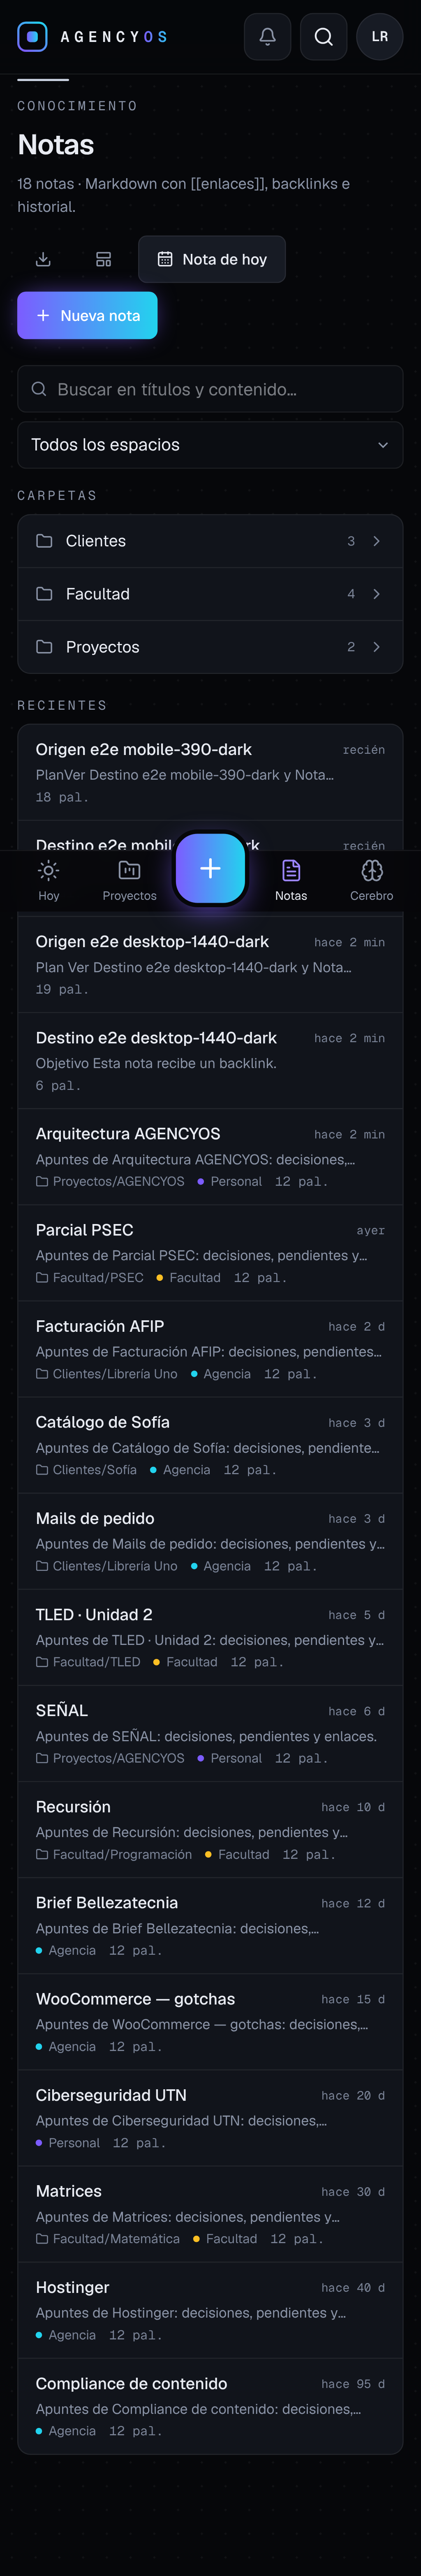 AGENCYOS
LR
CONOCIMIENTO
Notas
18 notas · Markdown con [[enlaces]], backlinks e
historial.
Nota de hoy
Nueva nota
Buscar en títulos y contenido...
Todos los espacios
CARPETAS
Clientes 3
Facultad 4
Proyectos 2
RECIENTES
Origen e2e mobile-390-dark recién
PlanVer Destino e2e mobile-390-dark y Nota...
18 pal.
Destino e2e mobil rk recién
Hoy Proyectos Notas Cerebro
Origen e2e desktop-1440-dark hace 2 min
Plan Ver Destino e2e desktop-1440-dark y Nota...
19 pal.
Destino e2e desktop-1440-dark hace 2 min
Objetivo Esta nota recibe un backlink.
6 pal.
Arquitectura AGENCYOS hace 2 min
Apuntes de Arquitectura AGENCYOS: decisiones,...
Proyectos/AGENCYOS Personal 12 pal.
Parcial PSEC ayer
Apuntes de Parcial PSEC: decisiones, pendientes y...
Facultad/PSEC Facultad 12 pal.
Facturación AFIP hace 2 d
Apuntes de Facturación AFIP: decisiones, pendientes...
Clientes/Librería Uno Agencia 12 pal.
Catálogo de Sofía hace 3 d
Apuntes de Catálogo de Sofía: decisiones, pendiente...
Clientes/Sofía Agencia 12 pal.
Mails de pedido hace 3 d
Apuntes de Mails de pedido: decisiones, pendientes y...
Clientes/Librería Uno Agencia 12 pal.
TLED · Unidad 2 hace 5 d
Apuntes de TLED · Unidad 2: decisiones, pendientes y...
Facultad/TLED Facultad 12 pal.
SEÑAL hace 6 d
Apuntes de SEÑAL: decisiones, pendientes y enlaces.
Proyectos/AGENCYOS Personal 12 pal.
Recursión hace 10 d
Apuntes de Recursión: decisiones, pendientes y...
Facultad/Programación Facultad 12 pal.
Brief Bellezatecnia hace 12 d
Apuntes de Brief Bellezatecnia: decisiones,...
Agencia 12 pal.
WooCommerce — gotchas hace 15 d
Apuntes de WooCommerce — gotchas: decisiones,...
Agencia 12 pal.
Ciberseguridad UTN hace 20 d
Apuntes de Ciberseguridad UTN: decisiones,...
Personal 12 pal.
Matrices hace 30 d
Apuntes de Matrices: decisiones, pendientes y...
Facultad/Matemática Facultad 12 pal.
Hostinger hace 40 d
Apuntes de Hostinger: decisiones, pendientes y...
Agencia 12 pal.
Compliance de contenido hace 95 d
Apuntes de Compliance de contenido: decisiones,...
Agencia 12 pal.